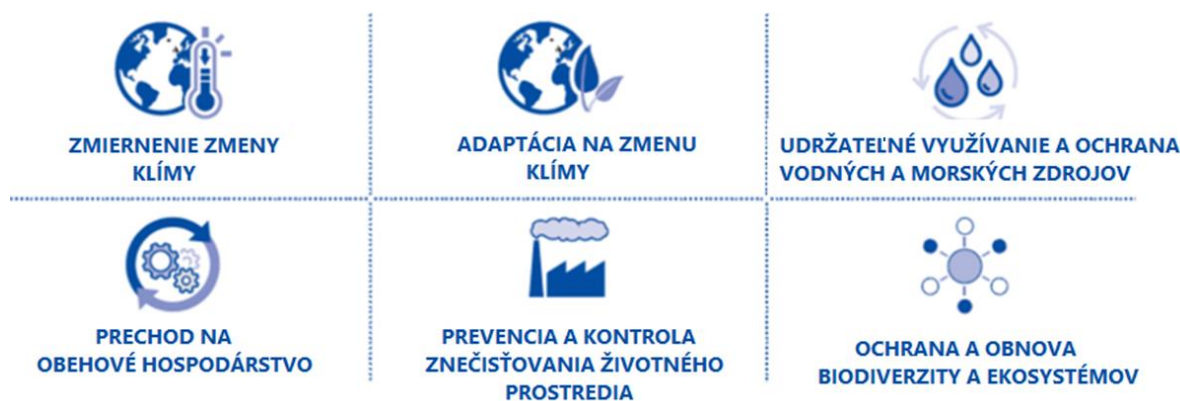 ZMIERNENIE ZMENY
KLÍMY
ADAPTÁCIA NA ZMENU
KLÍMY
UDRŽATEĽNÉ VYUŽÍVANIE A OCHRANA
VODNÝCH A MORSKÝCH ZDROJOV
PRECHOD NA
OBEHOVÉ HOSPODÁRSTVO
PREVENCIA A KONTROLA
ZNEČISŤOVANIA ŽIVOTNÉHO
PROSTREDIA
OCHRANA A OBNOVA
BIODIVERZITY A EKOSYSTÉMOV